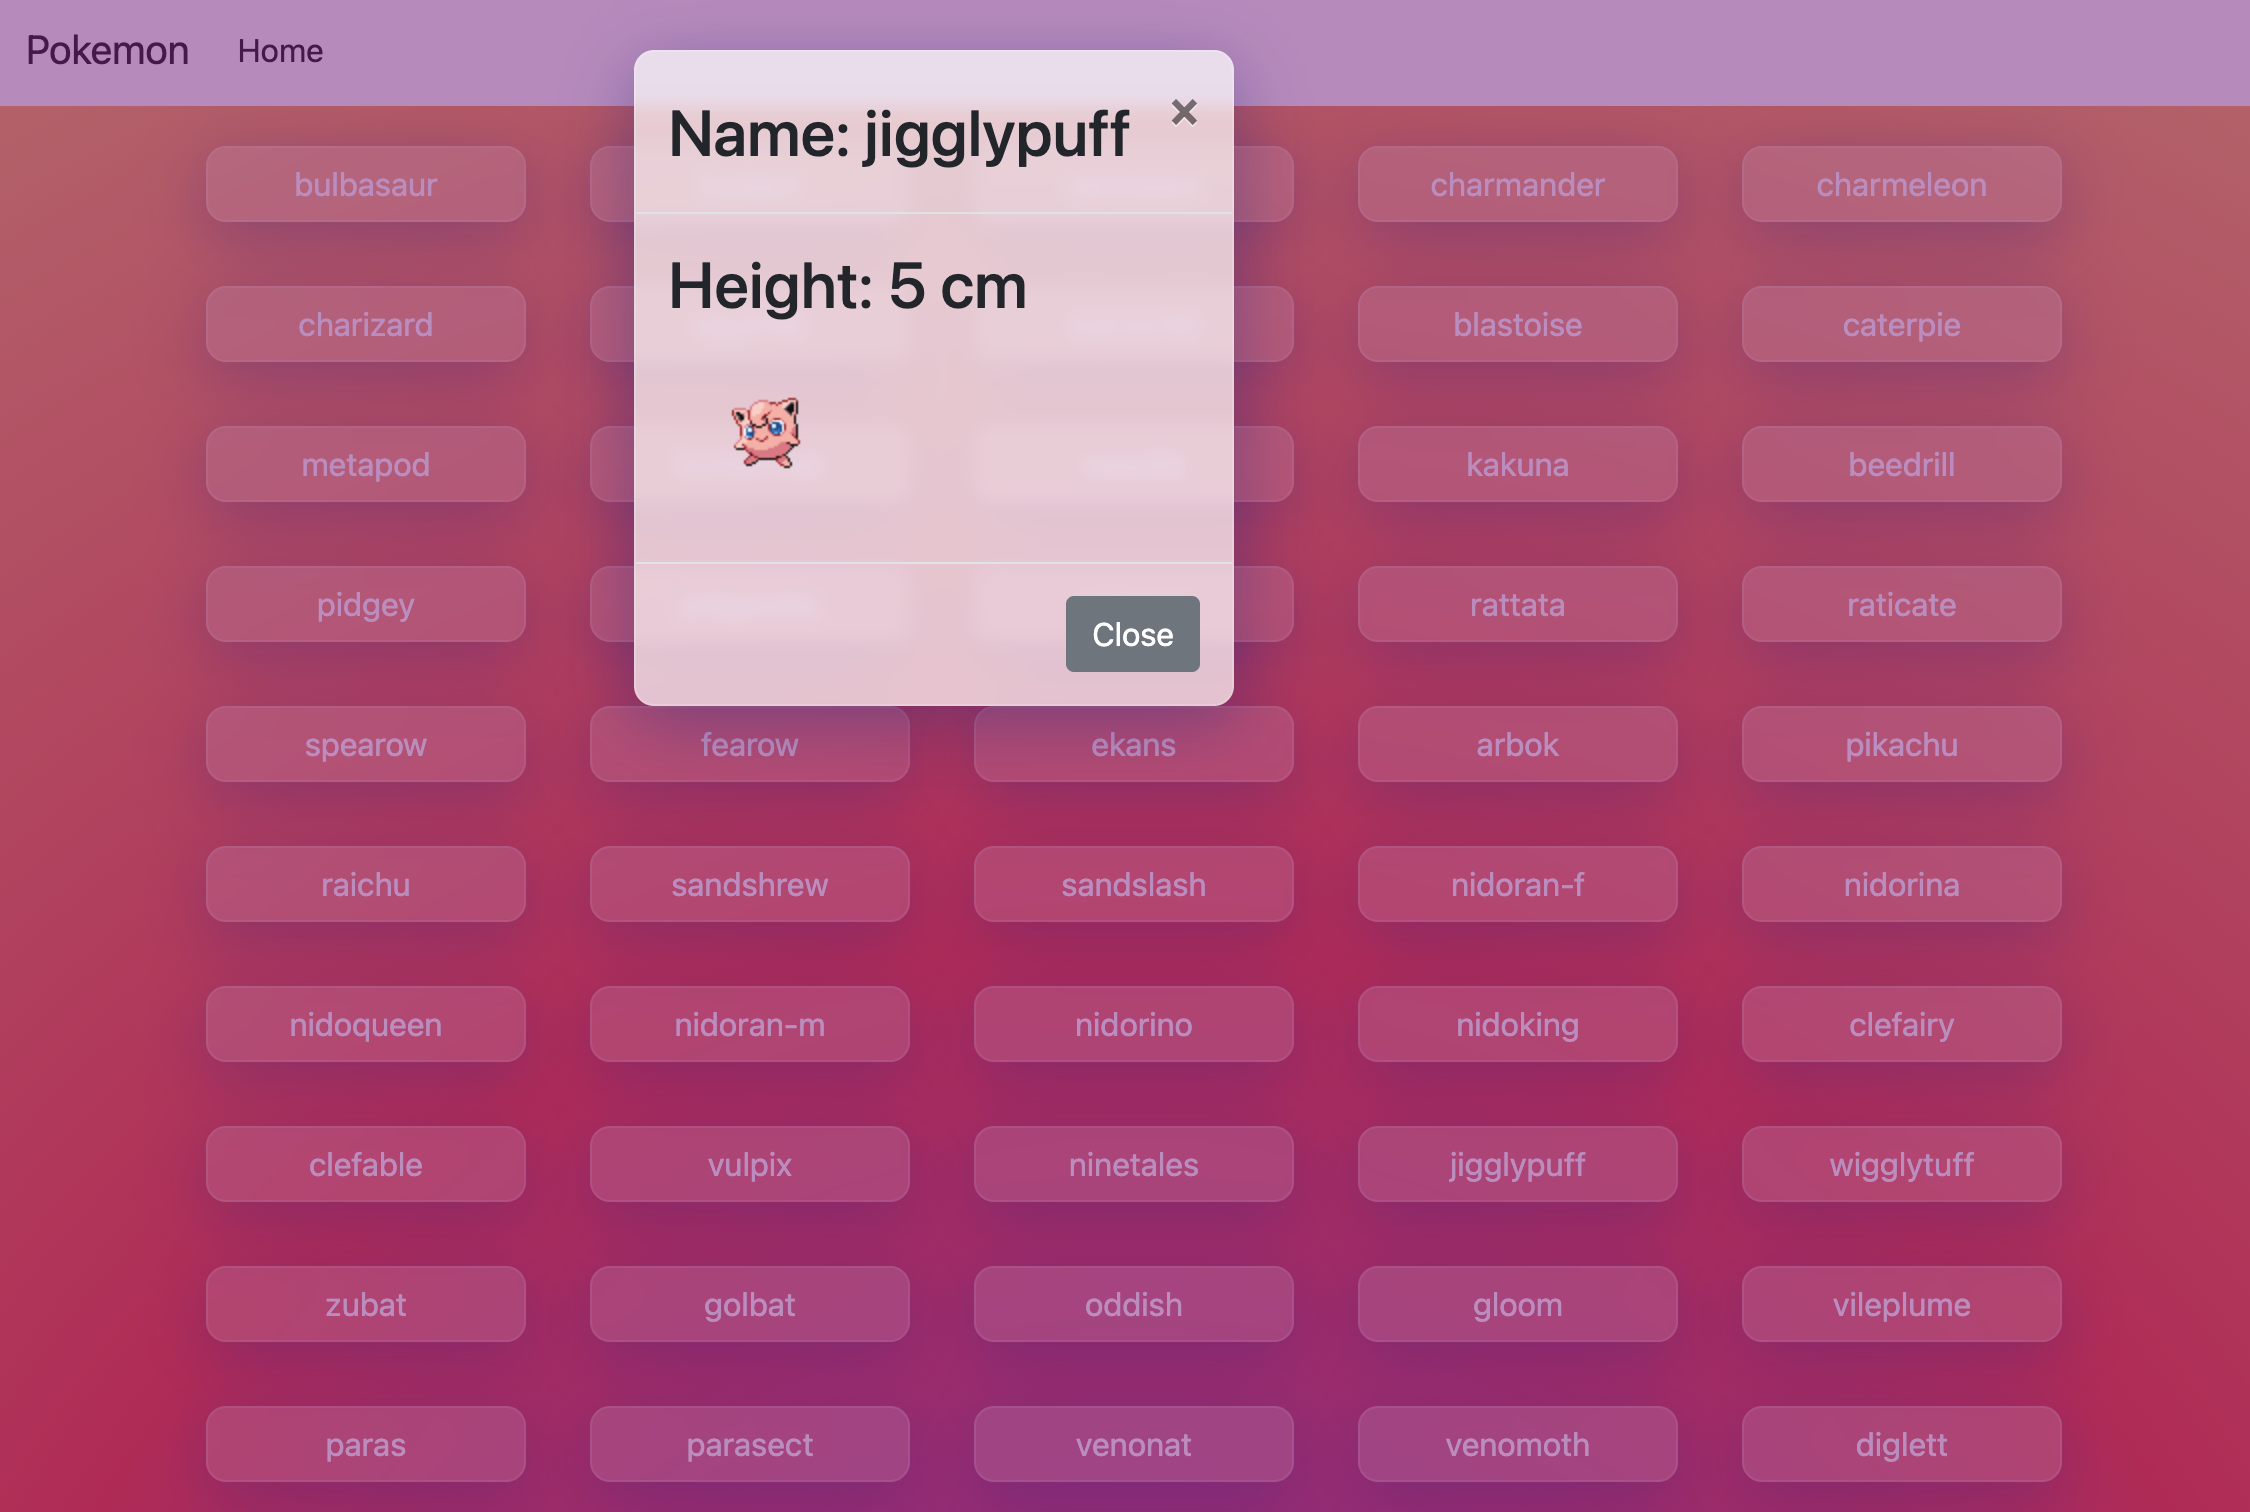 Pokemon Home
Name: jigglypuff ×
Height: 5 cm
Close
bulbasaur charmander charmeleon
charizard blastoise caterpie
metapod kakuna beedrill
pidgey rattata raticate
spearow fearow ekans arbok pikachu
raichu sandshrew sandslash nidoran-f nidorina
nidoqueen nidoran-m nidorino nidoking clefairy
clefable vulpix ninetales jigglypuff wigglytuff
zubat golbat oddish gloom vileplume
paras parasect venonat venomoth diglett